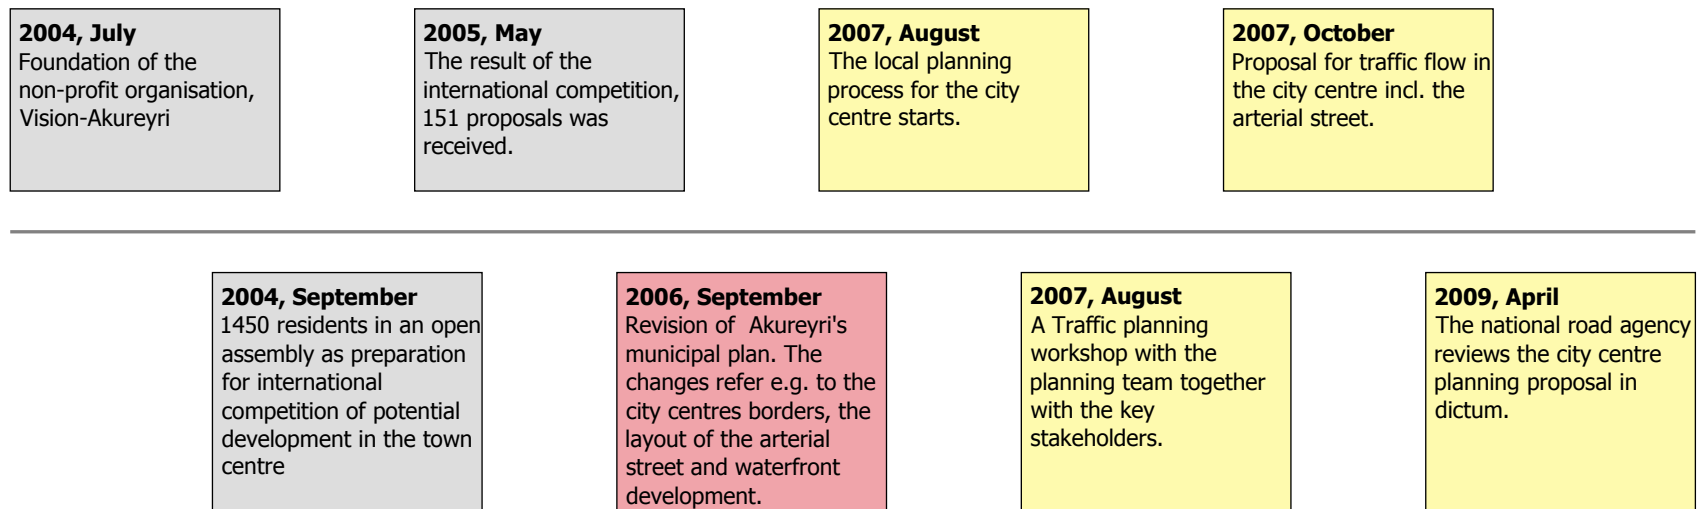 2004, July
Foundation of the
non-profit organisation,
Vision-Akureyri
2005, May
The result of the
international competition,
151 proposals was
received.
2007, August
The local planning
process for the city
centre starts.
2007, October
Proposal for traffic flow in
the city centre incl. the
arterial street.
2004, September
1450 residents in an open
assembly as preparation
for international
competition of potential
development in the town
centre
2006, September
Revision of  Akureyri's
municipal plan. The
changes refer e.g. to the
city centres borders, the
layout of the arterial
street and waterfront
development.
2007, August
A Traffic planning
workshop with the
planning team together
with the key
stakeholders.
2009, April
The national road agency
reviews the city centre
planning proposal in
dictum.